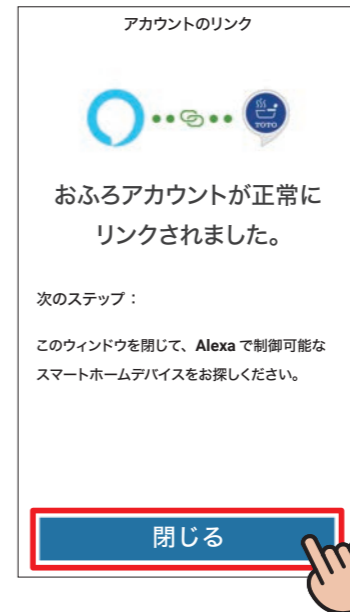 アカウントのリンク
TOTO
おふろアカウントが正常に
リンクされました。
次のステップ：
このウィンドウを閉じて、Alexa で制御可能な
スマートホームデバイスをお探しください。
閉じる